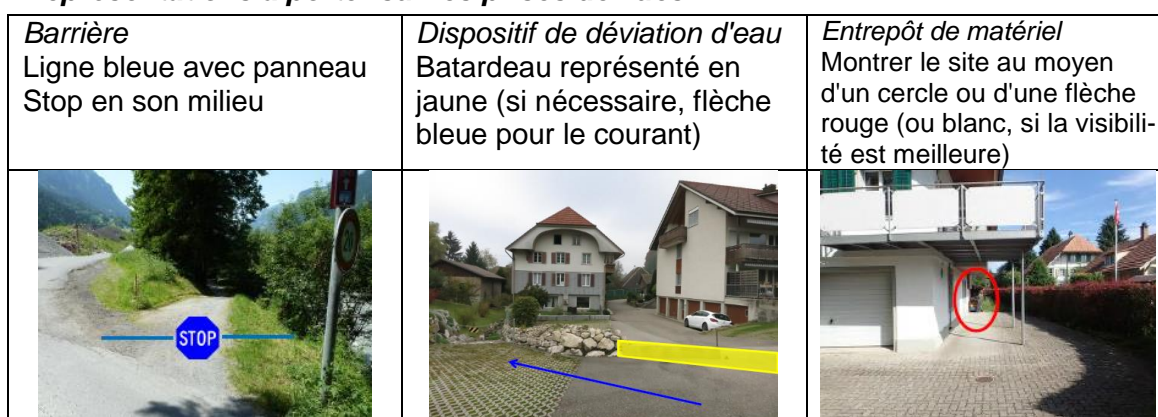 Barrière
Ligne bleue avec panneau
Stop en son milieu
Dispositif de déviation d'eau
Batardeau représenté en
jaune (si nécessaire, flèche
bleue pour le courant)
Entrepôt de matériel
Montrer le site au moyen
d'un cercle ou d'une flèche
rouge (ou blanc, si la visibili-
té est meilleure)
STOP